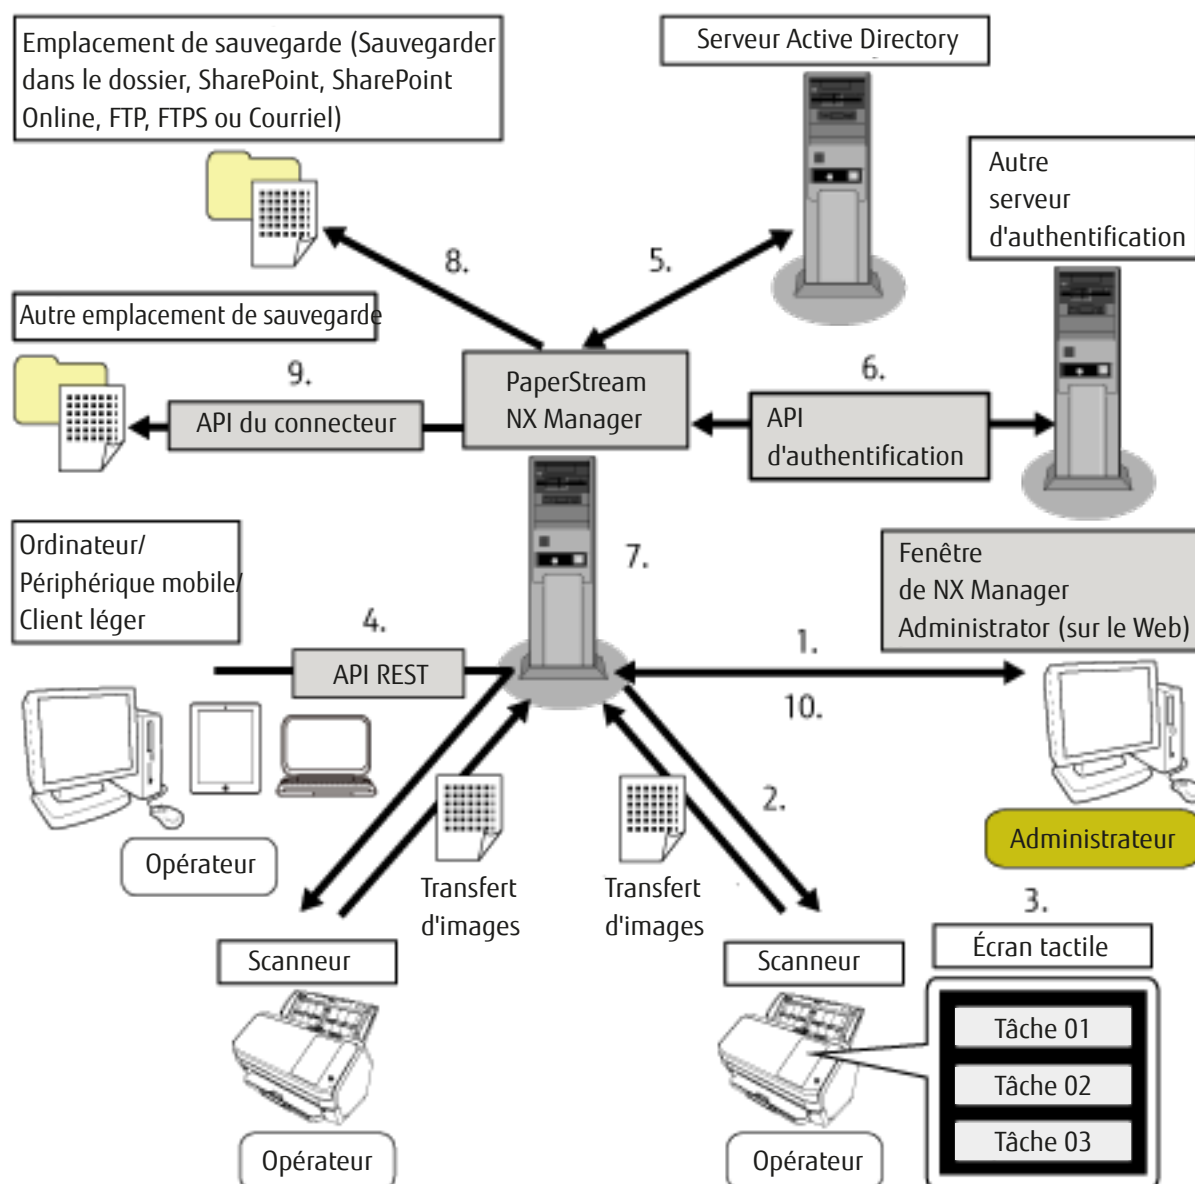 Emplacement de sauvegarde (Sauvegarder
dans le dossier, SharePoint, SharePoint
Online, FTP, FTPS ou Courriel)
Serveur Active Directory
Autre
serveur
d'authentification
8.
5.
Autre emplacement de sauvegarde
9.
API du connecteur
PaperStream
NX Manager
6.
API
d'authentification
Ordinateur/
Périphérique mobile/
Client léger
7.
Fenêtre
de NX Manager
Administrator (sur le Web)
4.
API REST
1.
10.
2.
Opérateur
Transfert
d'images
Transfert
d'images
Administrateur
3.
Scanneur
Scanneur
Écran tactile
Tâche 01
Tâche 02
Tâche 03
Opérateur
Opérateur